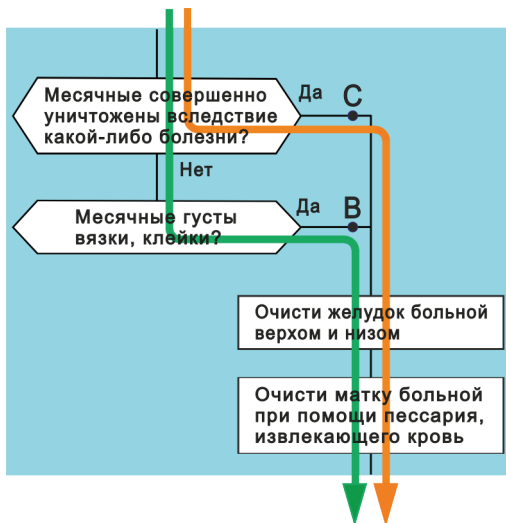 Месячные совершенно
уничтожены вследствие
какой-либо болезни?
Да
C
Нет
Месячные густы
вязки, клейки?
Да
B
Очисти желудок больной
верхом и низом
Очисти матку больной
при помощи пессария,
извлекающего кровь